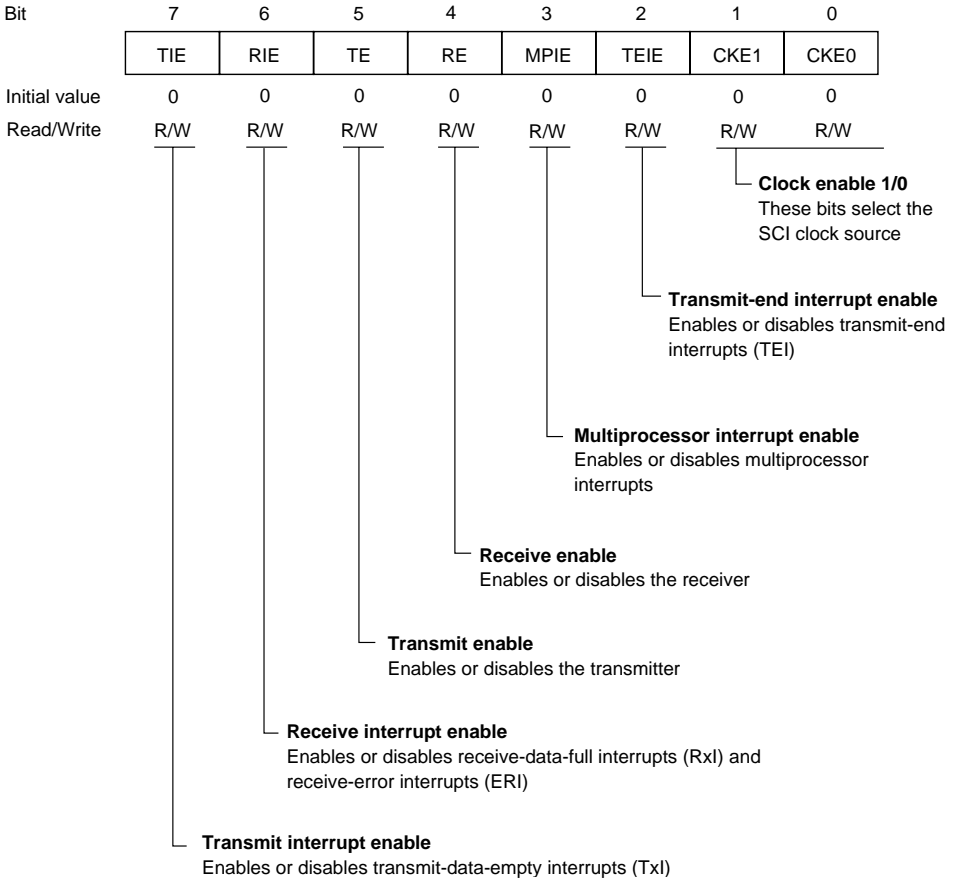 Bit 7 6 5 4 3 2 1 0
TIE RIE TE RE MPIE TEIE CKE1 CKE0
Initial value 0 0 0 0 0 0 0 0
Read/Write R/W R/W R/W R/W R/W R/W R/W R/W
Clock enable 1/0
These bits select the
SCI clock source
Transmit-end interrupt enable
Enables or disables transmit-end
interrupts (TEI)
Multiprocessor interrupt enable
Enables or disables multiprocessor
interrupts
Receive enable
Enables or disables the receiver
Transmit enable
Enables or disables the transmitter
Receive interrupt enable
Enables or disables receive-data-full interrupts (RxI) and
receive-error interrupts (ERI)
Transmit interrupt enable
Enables or disables transmit-data-empty interrupts (TxI)